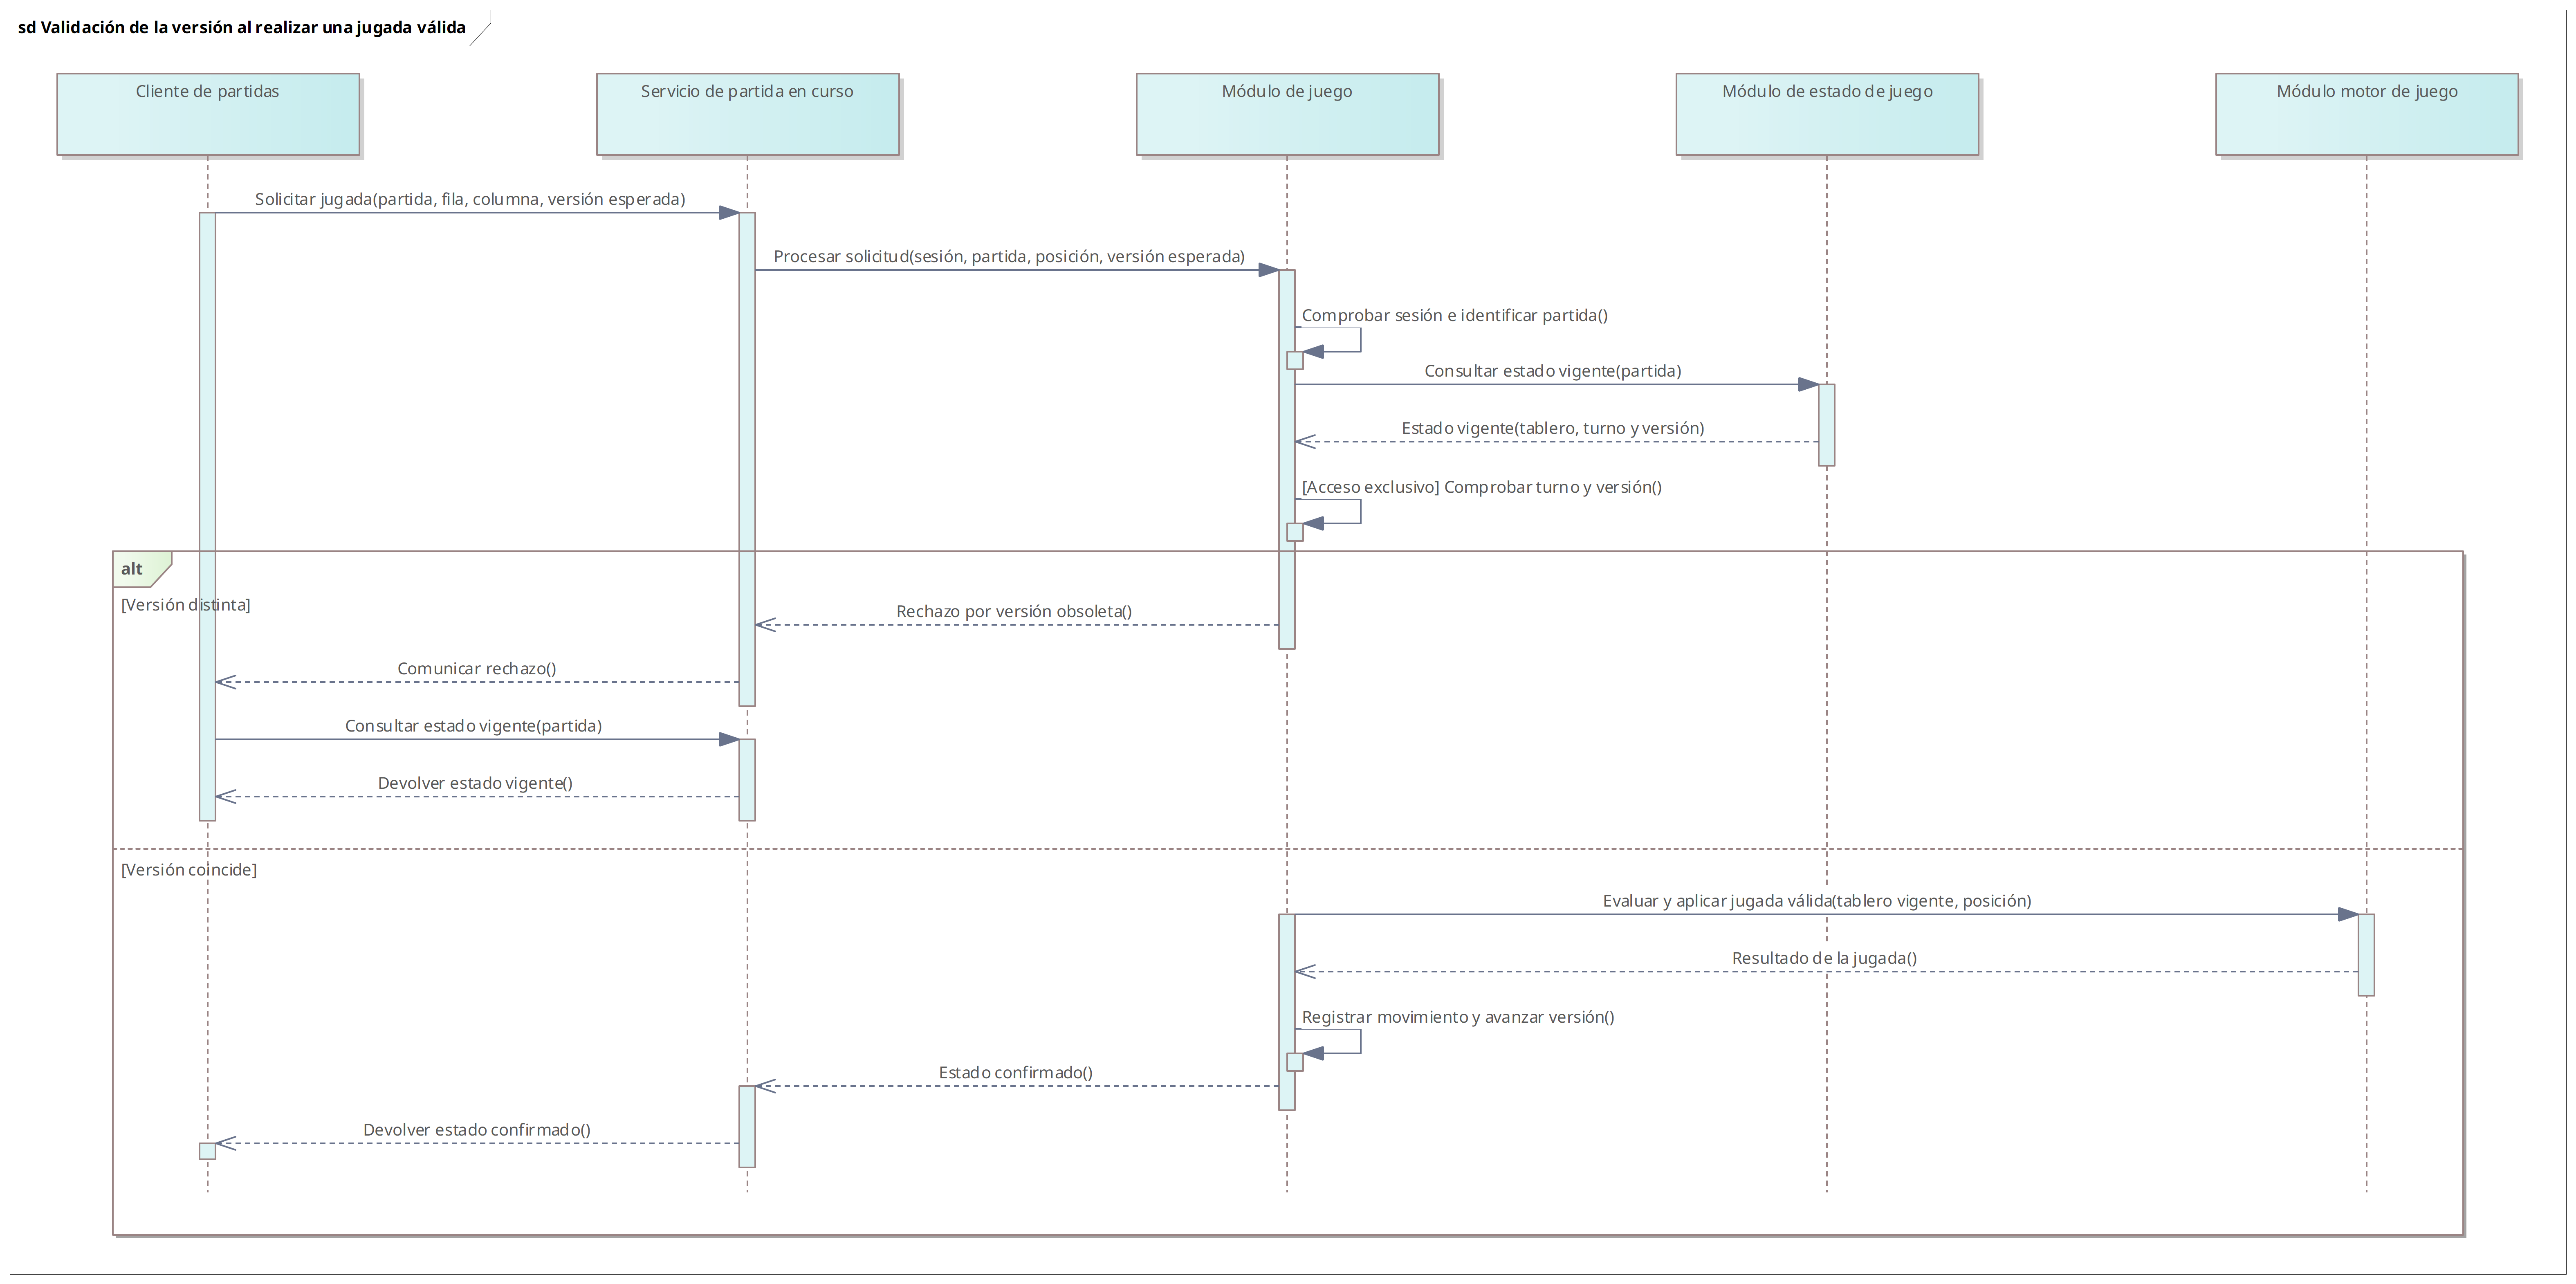 sd Validación de la versión al realizar una jugada válida
Cliente de partidas
Servicio de partida en curso
Módulo de juego
Módulo de estado de juego
Módulo motor de juego
Solicitar jugada(partida, fila, columna, versión esperada)
Procesar solicitud(sesión, partida, posición, versión esperada)
Comprobar sesión e identificar partida()
Consultar estado vigente(partida)
Estado vigente(tablero, turno y versión)
[Acceso exclusivo] Comprobar turno y versión()
alt
[Versión distinta]
Rechazo por versión obsoleta()
Comunicar rechazo()
Consultar estado vigente(partida)
Devolver estado vigente()
[Versión coincide]
Evaluar y aplicar jugada válida(tablero vigente, posición)
Resultado de la jugada()
Registrar movimiento y avanzar versión()
Estado confirmado()
Devolver estado confirmado()